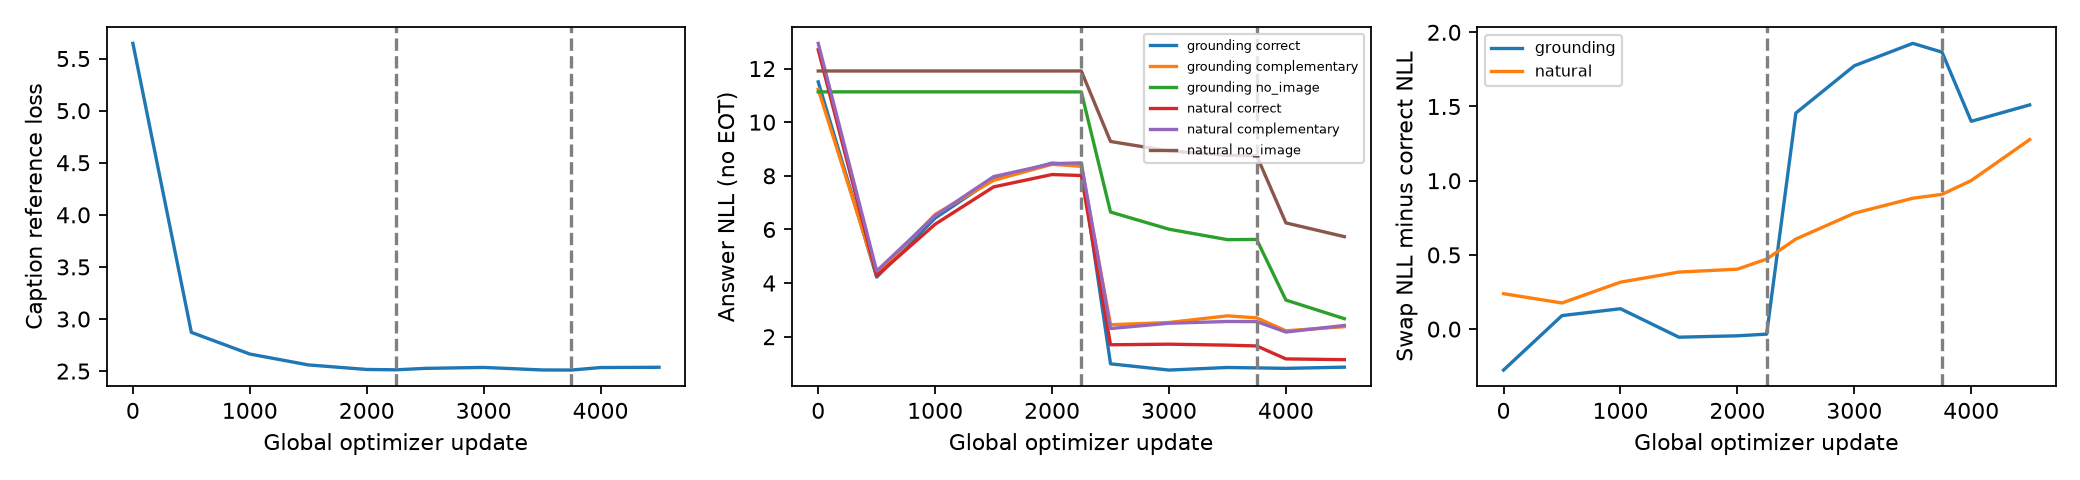 Caption reference loss
5.5
5.0
4.5
4.0
3.5
3.0
2.5
0
1000
2000
3000
4000
Global optimizer update
Answer NLL (no EOT)
12
10
8
6
4
2
grounding correct
grounding complementary
grounding no_image
natural correct
natural complementary
natural no_image
0
1000
2000
3000
4000
Global optimizer update
Swap NLL minus correct NLL
2.0
1.5
1.0
0.5
0.0
grounding
natural
0
1000
2000
3000
4000
Global optimizer update